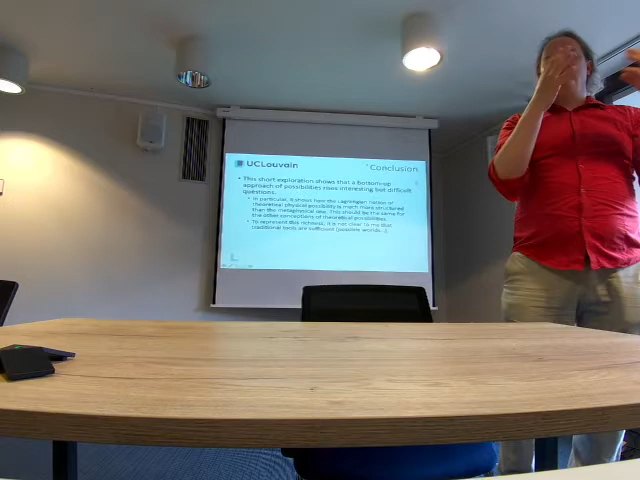 UCLouvain
Conclusion
• This short exploration shows that a bottom-up
approach of possibilities rises interesting but difficult
questions.
• In particular, it shows how the Lagrangian notion of
theoretical physical possibility is much more structured
than the metaphysical one. This should be the same for
the other conceptions of theoretical possibilities.
• To represent this richness, it is not clear to me that
traditional tools are sufficient (possible worlds...)